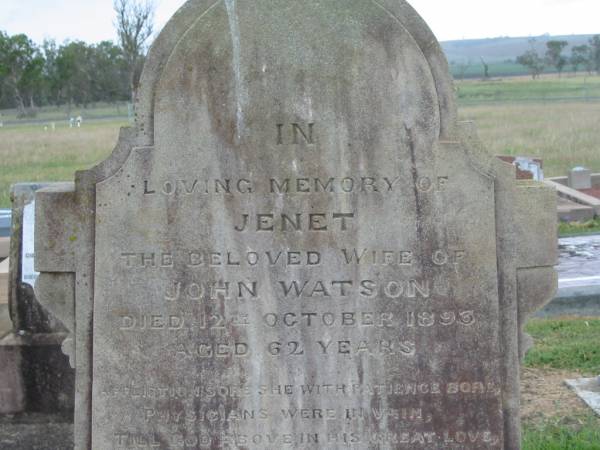 IN
LOVING MEMORY OF
JENET
THE BELOVED WIFE OF
JOHN WATSON
DIED 12TH OCTOBER 1893
AGED 62 YEARS
AFFLICTION SORE SHE WITH PATIENCE BORE,
PHYSICIANS WERE IN VAIN,
TILL GOD ABOVE IN HIS GREAT LOVE,